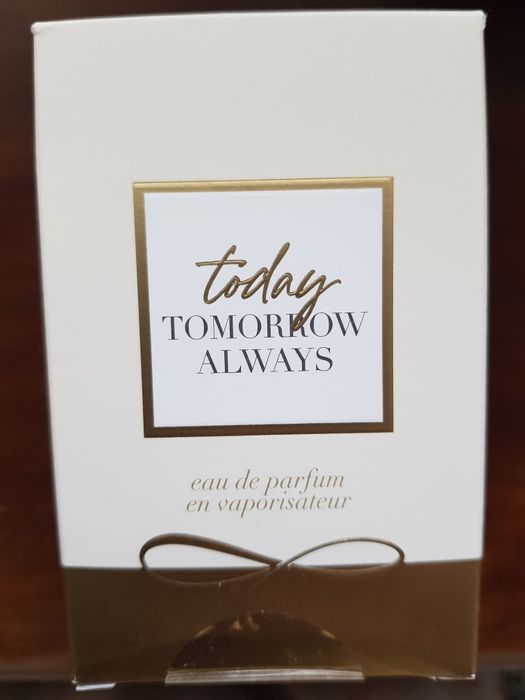 today
TOMORROW
ALWAYS
eau de parfum
en vaporisateur